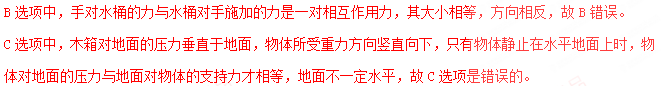 B 选项中，手对水桶的力与水桶对手施加的力是一对相互作用力，其大小相等，方向相反，故 B 错误。
C 选项中，木箱对地面的压力垂直于地面，物体所受重力方向竖直向下，只有物体静止在水平地面上时，物
体对地面的压力与地面对物体的支持力才相等，地面不一定水平，故 C 选项是错误的。